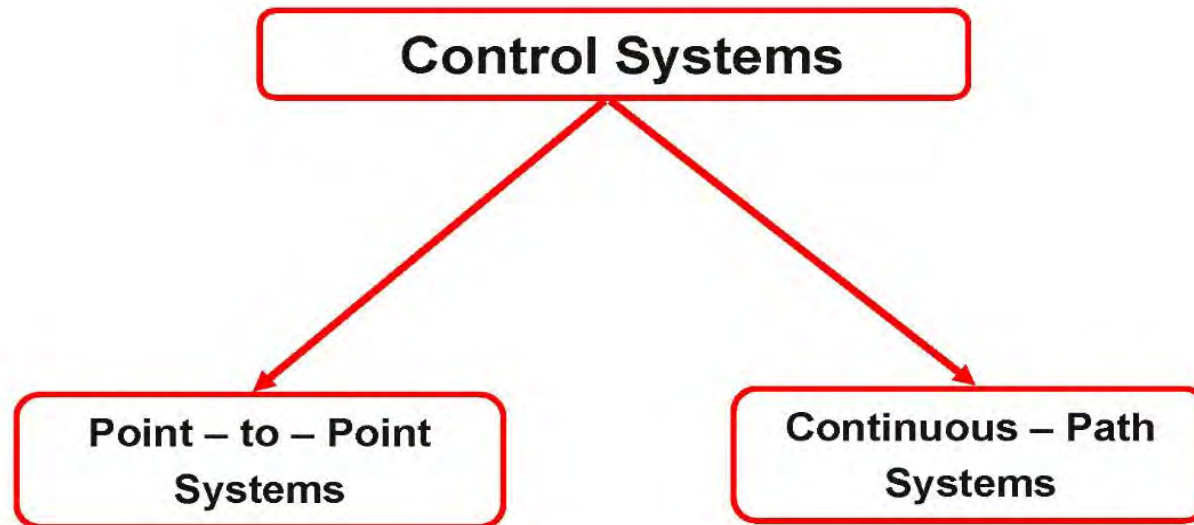 Control Systems
Point – to – Point
Systems
Continuous – Path
Systems